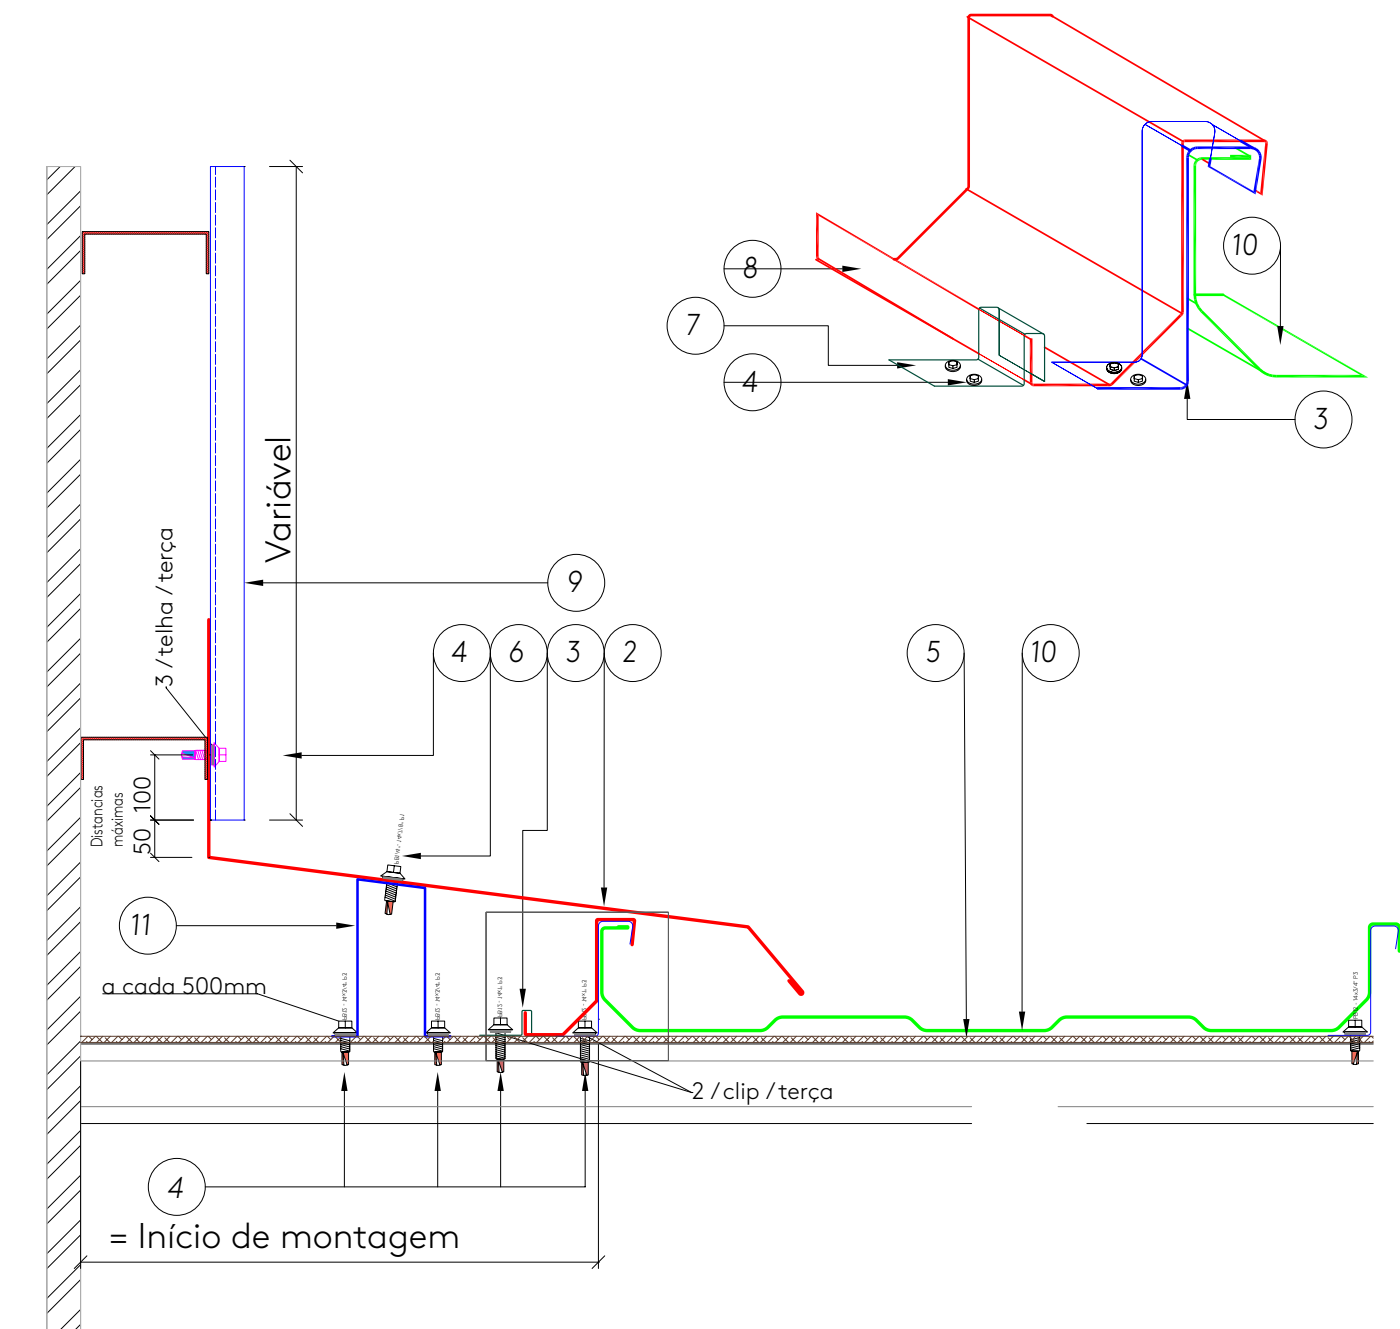 10
8
7
4
3
Variável
3 / telha / terça
9
4
6
3
2
5
10
Distancias
máximas
100
50
11
a cada 500mm
2 / clip / terça
4
= Início de montagem